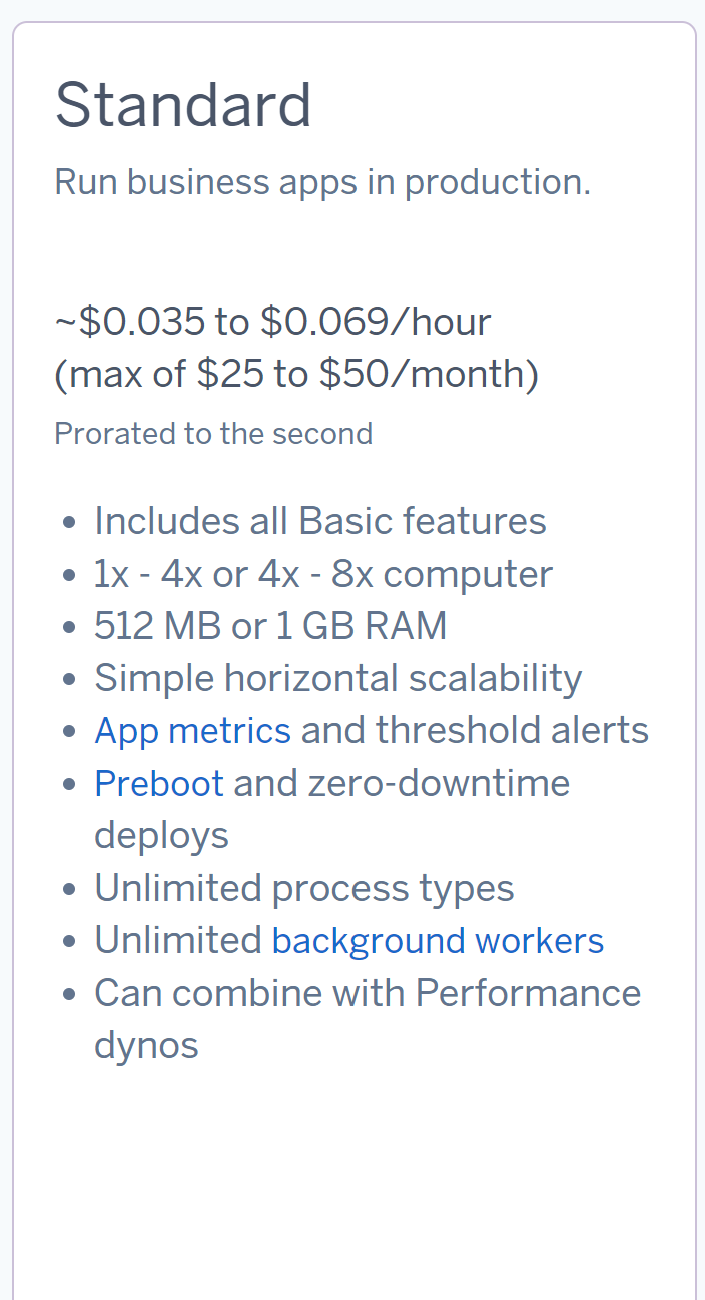 Standard
Run business apps in production.
~$0.035 to $0.069/hour
(max of $25 to $50/month)
Prorated to the second
• Includes all Basic features
• 1x - 4x or 4x - 8x computer
• 512 MB or 1 GB RAM
• Simple horizontal scalability
• App metrics and threshold alerts
• Preboot and zero-downtime
deploys
• Unlimited process types
• Unlimited background workers
• Can combine with Performance
dynos